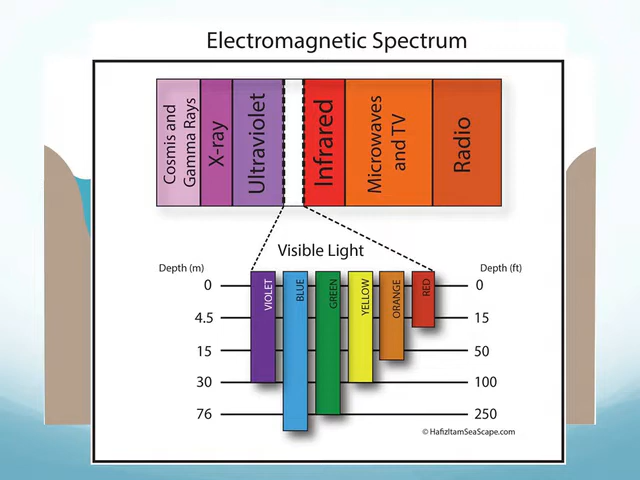 Electromagnetic Spectrum
Cosmis and
Gamma Rays
X-ray
Ultraviolet
Infrared
Microwaves
and TV
Radio
Visible Light
Depth (m)
Depth (ft)
VIOLET
BLUE
GREEN
YELLOW
ORANGE
RED
0 0
4.5 15
15 50
30 100
76 250
© HafizItamSeaScape.com